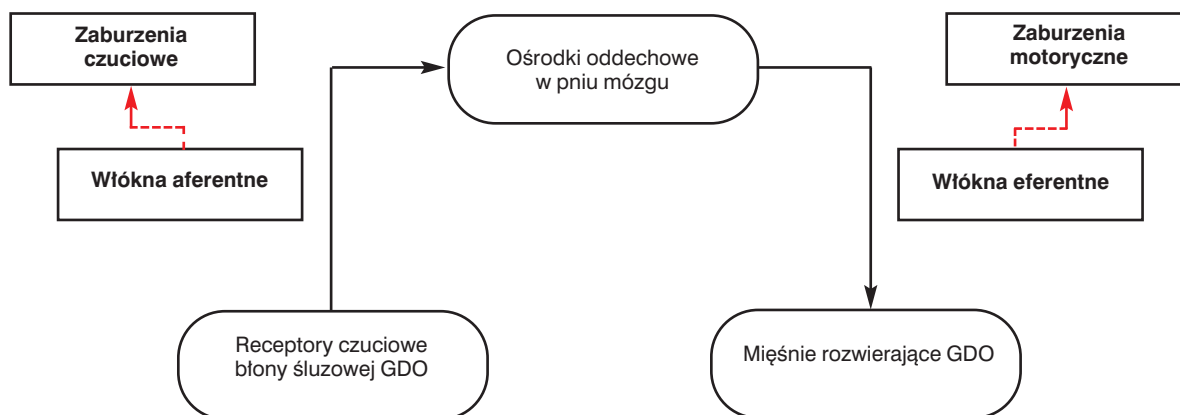 Zaburzenia
czuciowe
Ośrodki oddechowe
w pniu mózgu
Zaburzenia
motoryczne
Włókna aferentne
Włókna eferentne
Receptory czuciowe
błony śluzowej GDO
Mięśnie rozwierające GDO